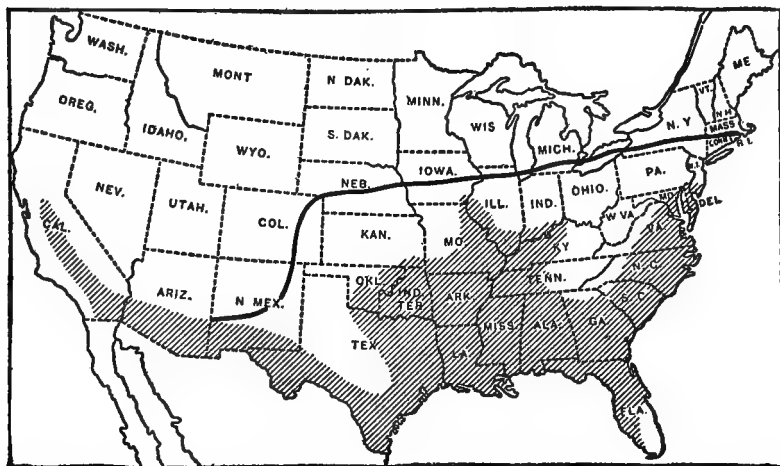 WASH.
MONT
N DAK.
MINN.
ME
VT.
N.H.
OREG.
IDAHO.
S. DAK.
WIS
MICH.
N.Y
MASS
CONN.
R I.
WYO.
NEB.
IOWA.
PA.
N.J.
NEV.
UTAH.
COL.
ILL.
IND.
OHIO.
MD.
DEL
CAL.
KAN.
MO.
KY
W VA.
VA.
ARIZ.
N MEX.
OKL.
IND.
TER.
ARK.
TENN.
N. C.
S. C.
TEX
LA.
MISS.
ALA.
GA.
FLA.